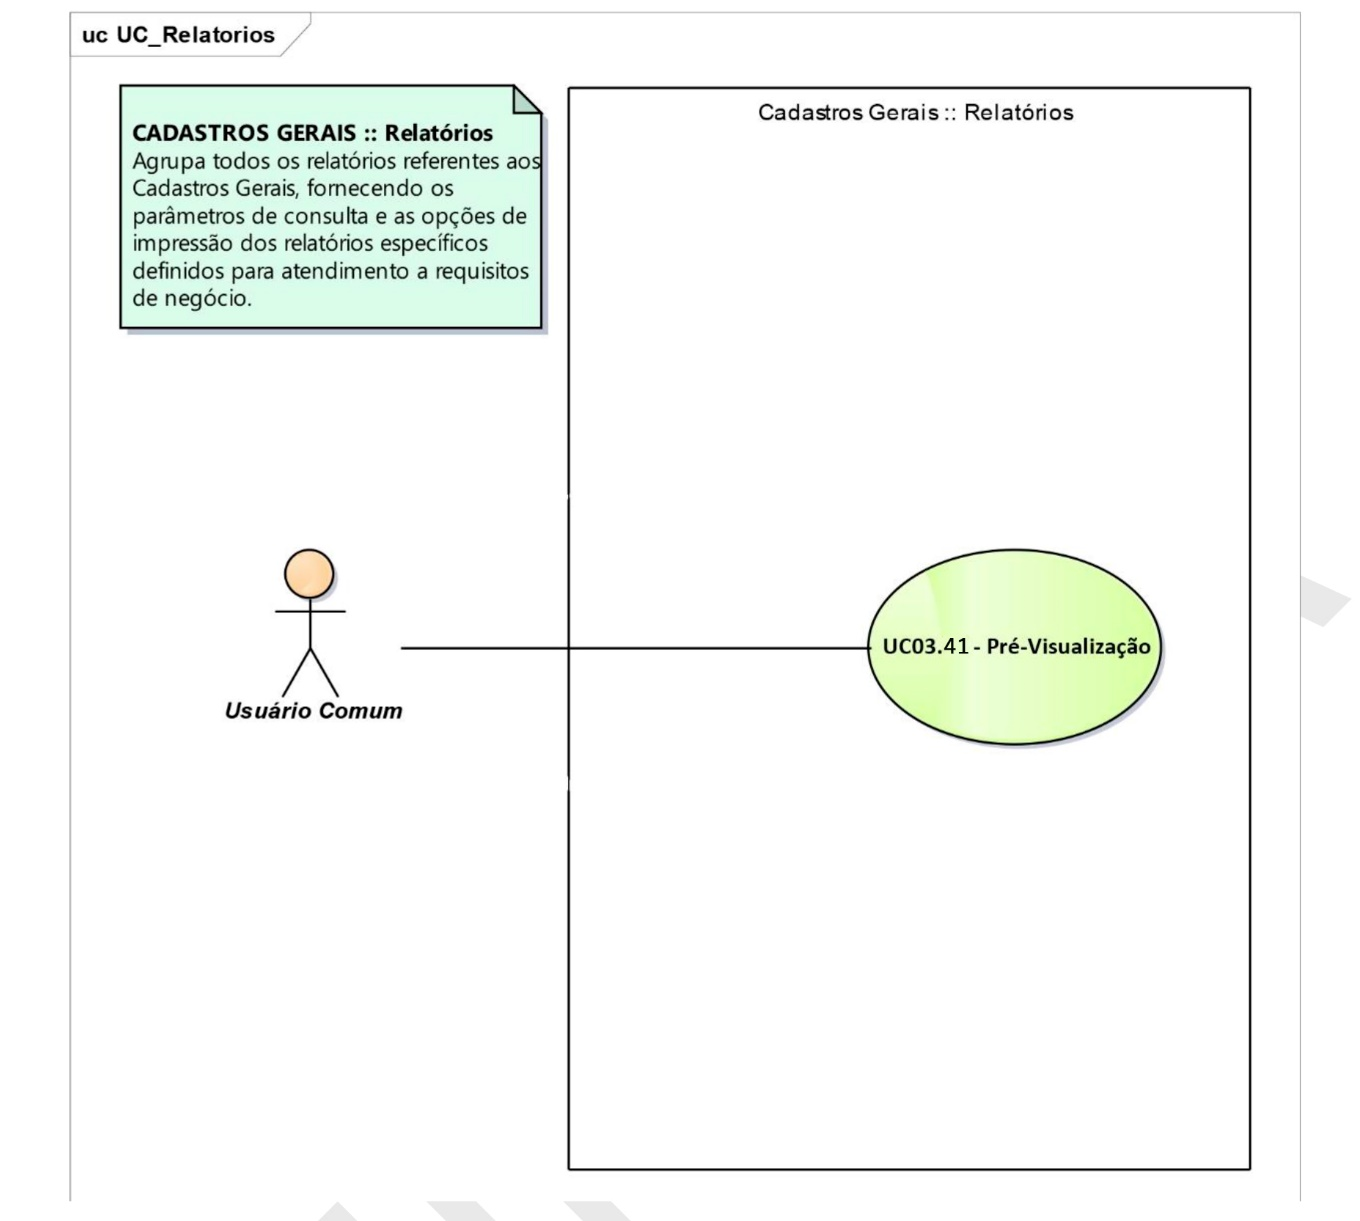 uc UC_Relatorios
CADASTROS GERAIS :: Relatórios
Agrupa todos os relatórios referentes aos
Cadastros Gerais, fornecendo os
parâmetros de consulta e as opções de
impressão dos relatórios específicos
definidos para atendimento a requisitos
de negócio.
Cadastros Gerais :: Relatórios
UC03.41 - Pré-Visualização
Usuário Comum